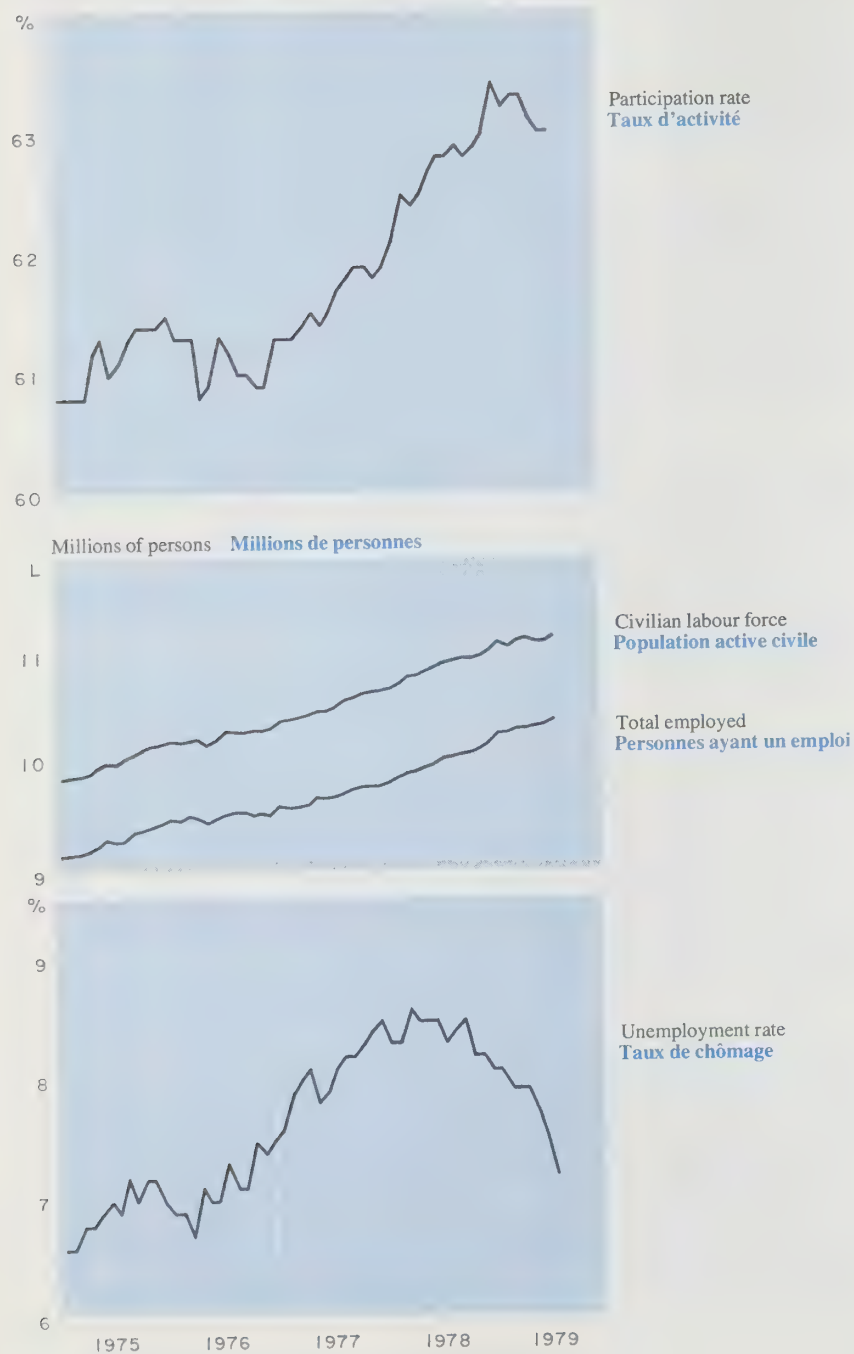 %
Participation rate
Taux d'activité
63
62
61
60
Millions of persons Millions de personnes
L
Civilian labour force
Population active civile
11
Total employed
Personnes ayant un emploi
10
9
%
9
Unemployment rate
Taux de chômage
8
7
6
1975 1976 1977 1978 1979